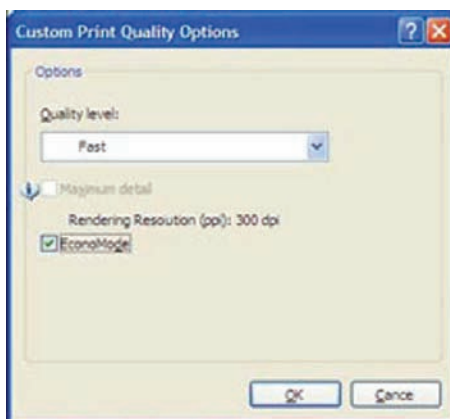 Custom Print Quality Options
Options
Quality level:
Fast
Maximum detail
Rendering Resoution (ppi): 300 dpi
EconoMode
OK
Cance